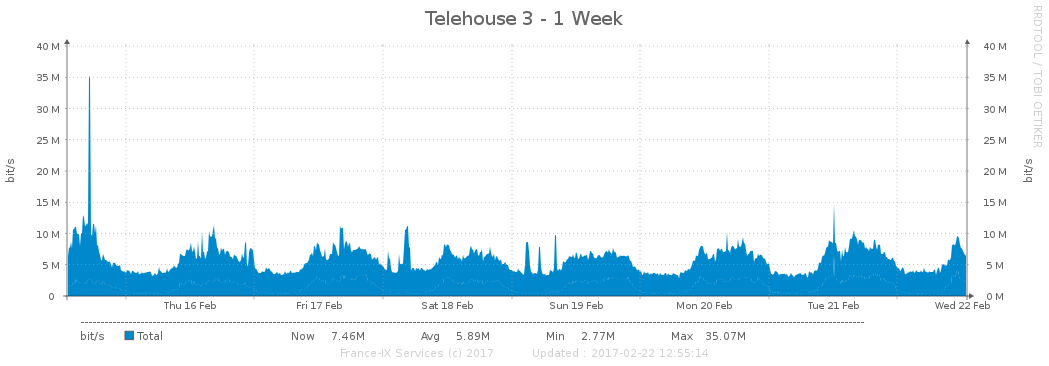 Telehouse 3 - 1 Week
RRDTOOL / TOBI OETIKER
bit/s
bit/s
40 M 40 M
35 M 35 M
30 M 30 M
25 M 25 M
20 M 20 M
15 M 15 M
10 M 10 M
5 M 5 M
0 0 M
Thu 16 Feb Fri 17 Feb Sat 18 Feb Sun 19 Feb Mon 20 Feb Tue 21 Feb Wed 22 Feb
bit/s Total Now 7.46M Avg 5.89M Min 2.77M Max 35.07M
France-IX Services (c) 2017 Updated : 2017-02-22 12:55:14